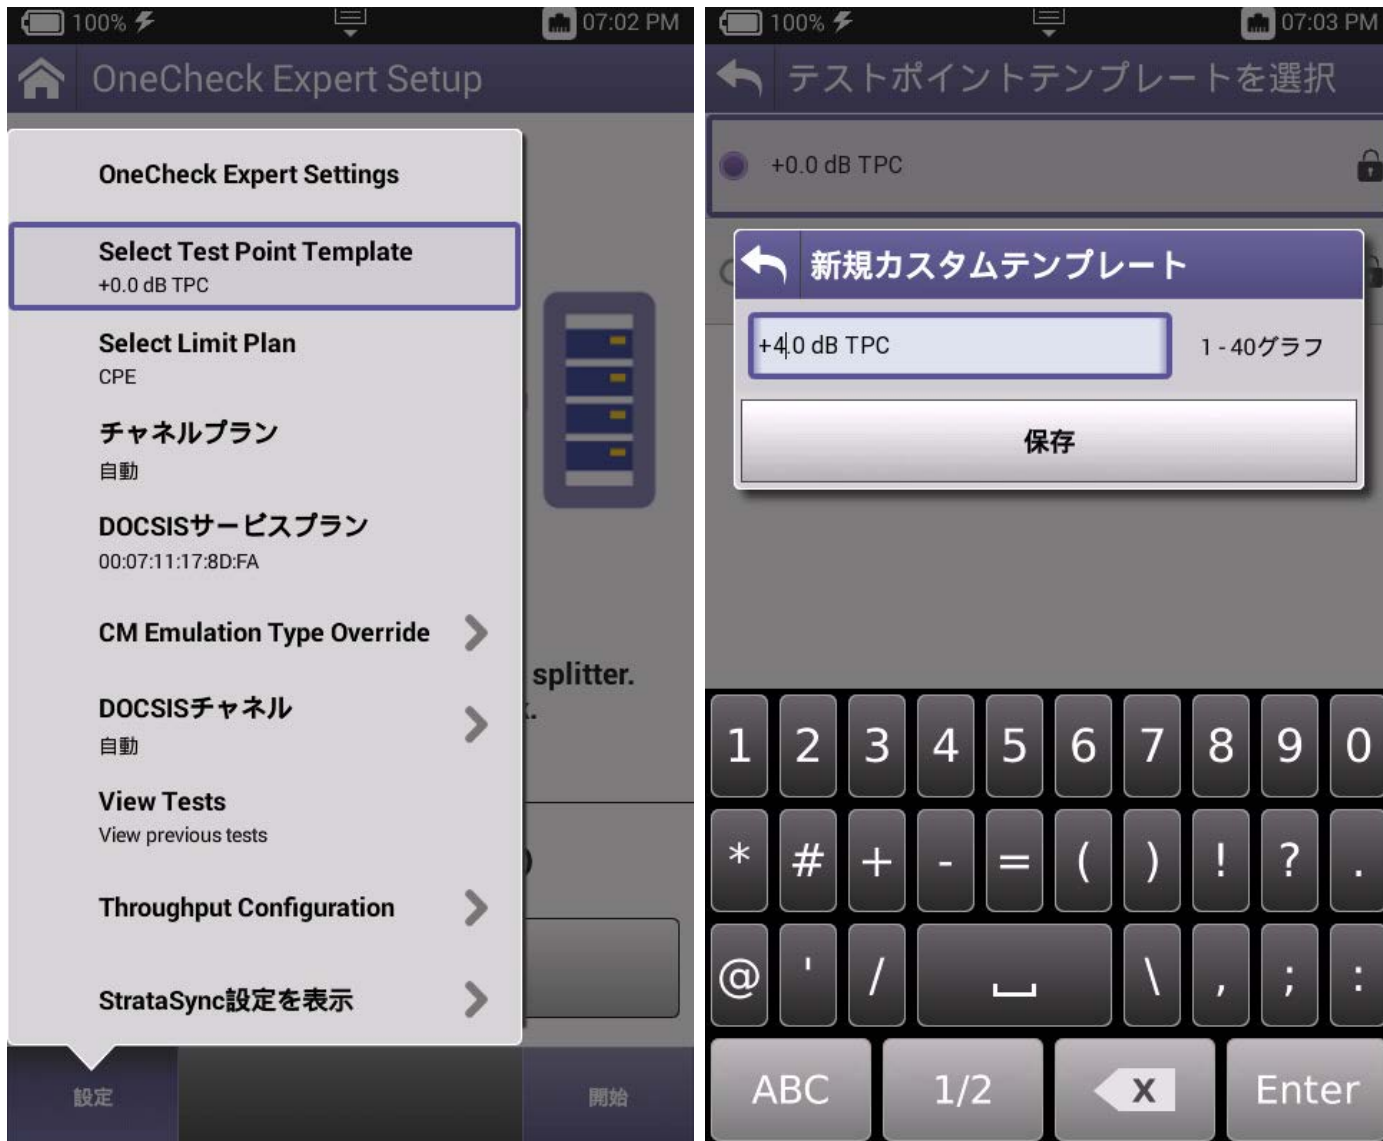 100%
07:02 PM
OneCheck Expert Setup
OneCheck Expert Settings
Select Test Point Template
+0.0 dB TPC
Select Limit Plan
CPE
チャネルプラン
自動
DOCSISサービスプラン
00:07:11:17:8D:FA
CM Emulation Type Override
splitter.
DOCSISチャネル
自動
View Tests
View previous tests
Throughput Configuration
StrataSync設定を表示
設定
開始
100%
07:03 PM
テストポイントテンプレートを選択
+0.0 dB TPC
新規カスタムテンプレート
+4.0 dB TPC
1 - 40グラフ
保存
1 2 3 4 5 6 7 8 9 0
* # + - = ( ) ! ? .
@ ' / \ , ; :
ABC 1/2 X Enter